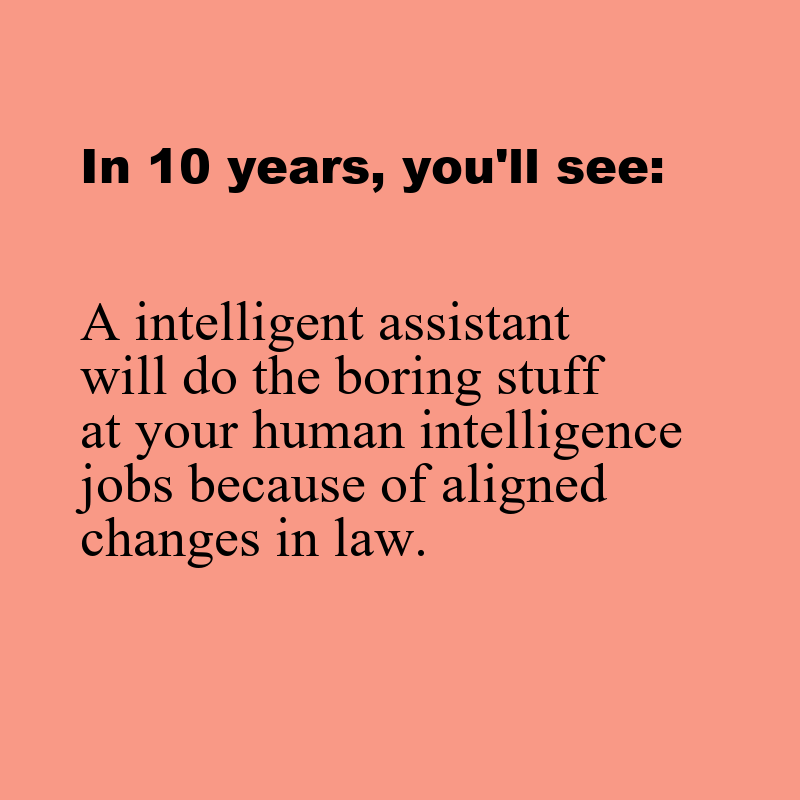 In 10 years, you'll see:
A intelligent assistant
will do the boring stuff
at your human intelligence
jobs because of aligned
changes in law.